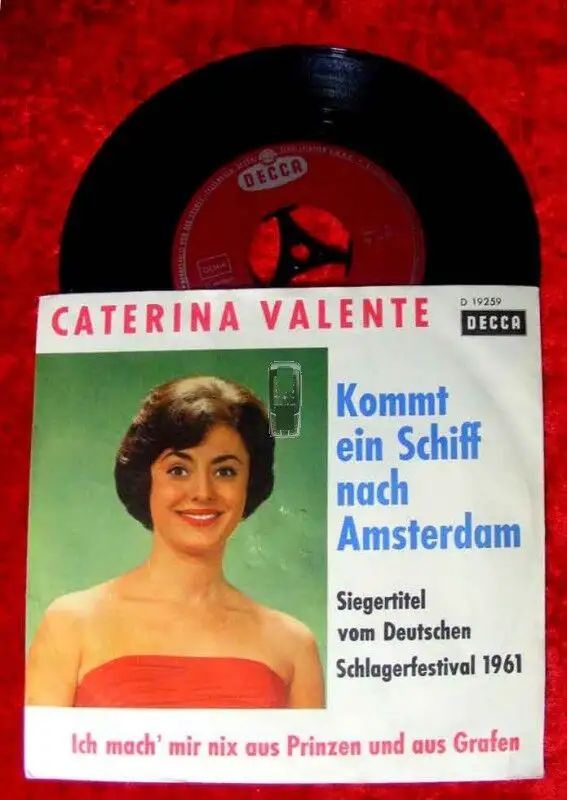 DECCA
CATERINA VALENTE
D 19259
DECCA
Kommt
ein Schiff
nach
Amsterdam
Siegertitel
vom Deutschen
Schlagerfestival 1961
Ich mach' mir nix aus Prinzen und aus Grafen